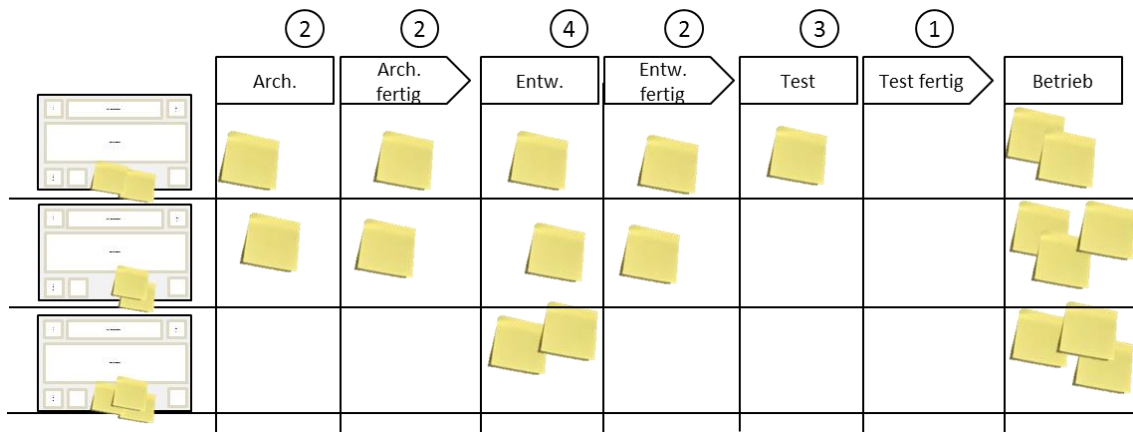 2
2
4
2
3
1
Arch.
Arch.
fertig
Entw.
Entw.
fertig
Test
Test fertig
Betrieb